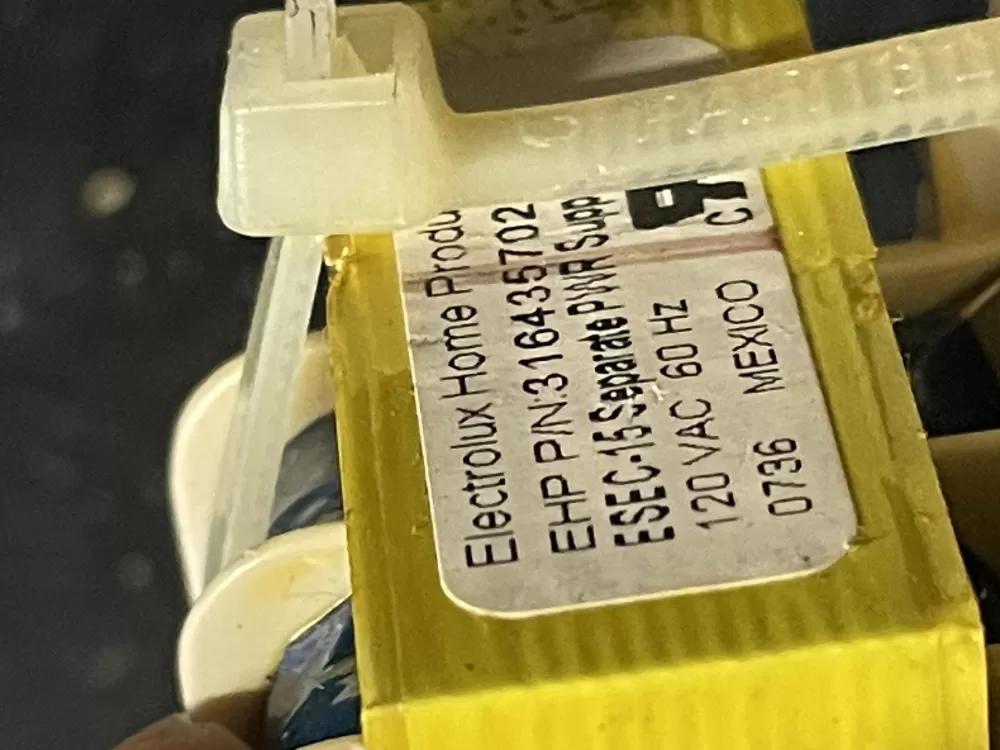 Electrolux Home Produ
EHP P/N:316435702
ESEC-15 Separate PWR Supp
120 VAC 60 Hz
0736 MEXICO